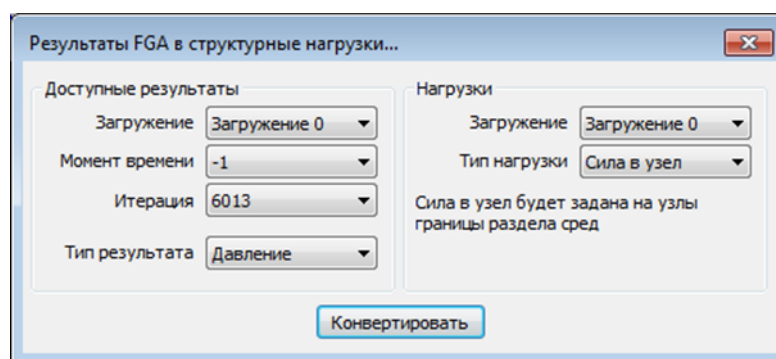 Результаты FGA в структурные нагрузки...
Доступные результаты
Загружение Загружение 0
Момент времени -1
Итерация 6013
Тип результата Давление
Нагрузки
Загружение Загружение 0
Тип нагрузки Сила в узел
Сила в узел будет задана на узлы
границы раздела сред
Конвертировать